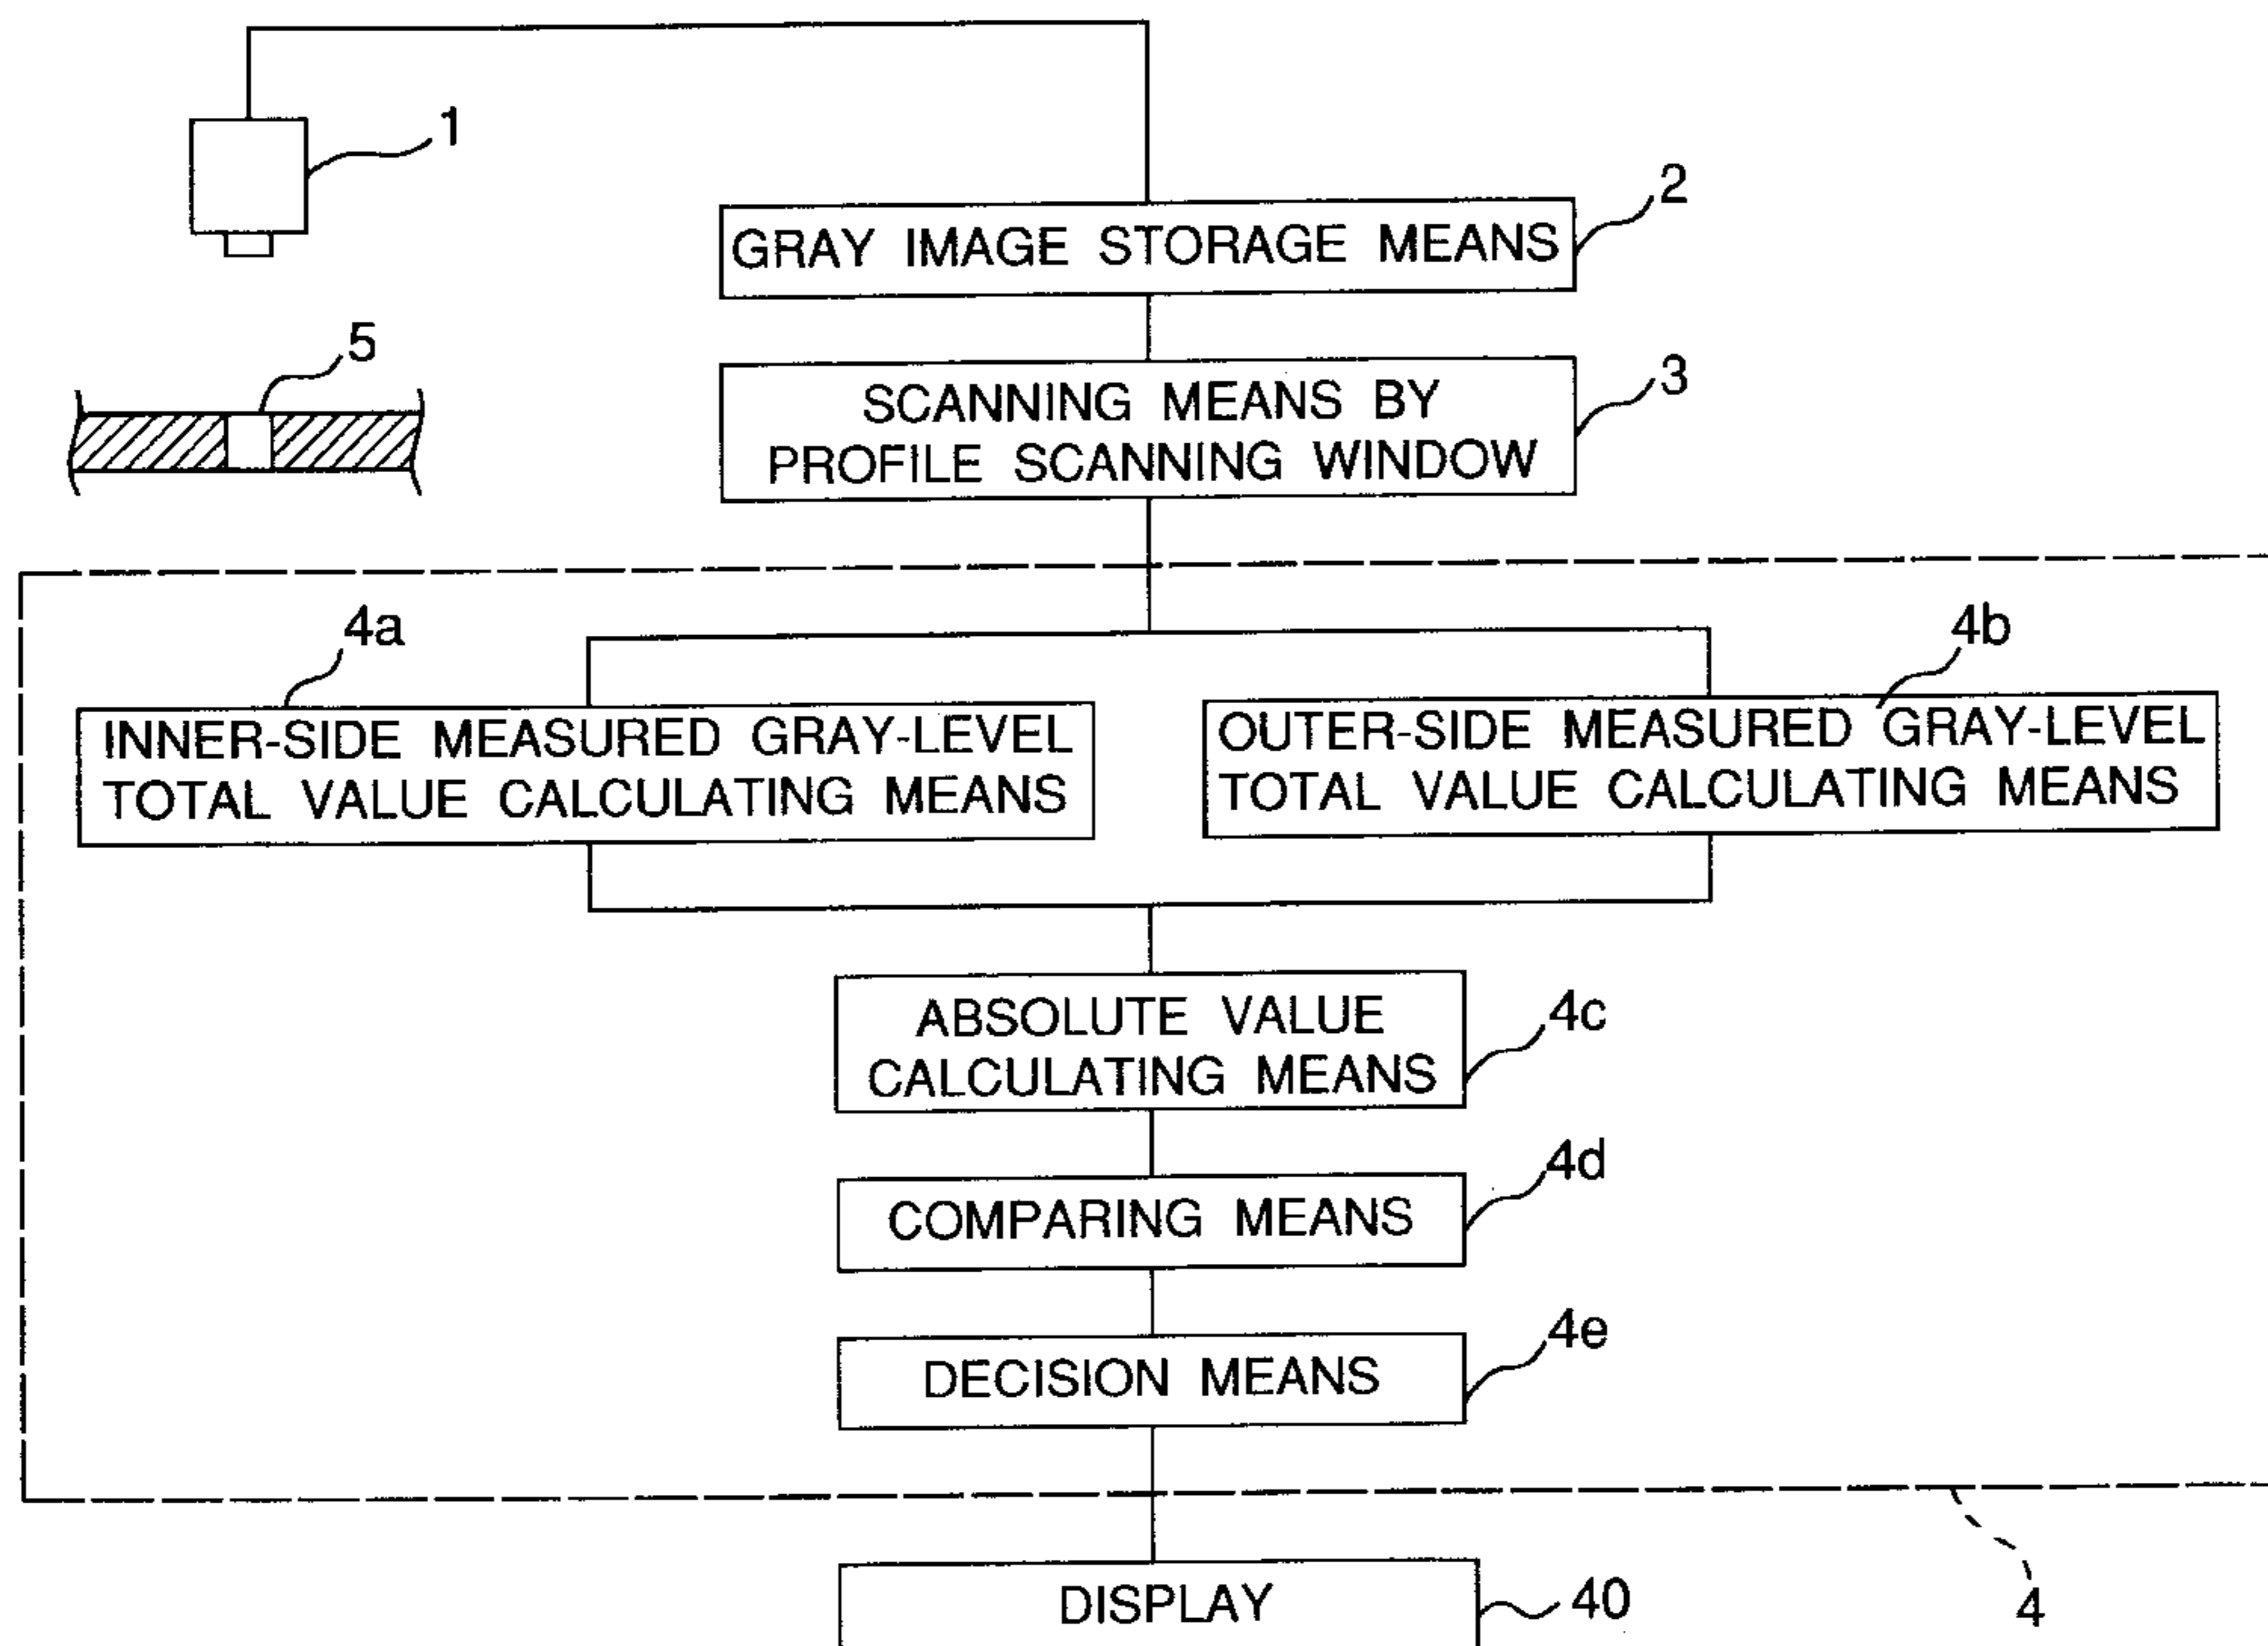 1
2
GRAY IMAGE STORAGE MEANS
5
3
SCANNING MEANS BY
PROFILE SCANNING WINDOW
4a
4b
INNER-SIDE MEASURED GRAY-LEVEL
TOTAL VALUE CALCULATING MEANS
OUTER-SIDE MEASURED GRAY-LEVEL
TOTAL VALUE CALCULATING MEANS
4c
ABSOLUTE VALUE
CALCULATING MEANS
4d
COMPARING MEANS
4e
DECISION MEANS
DISPLAY
40
4